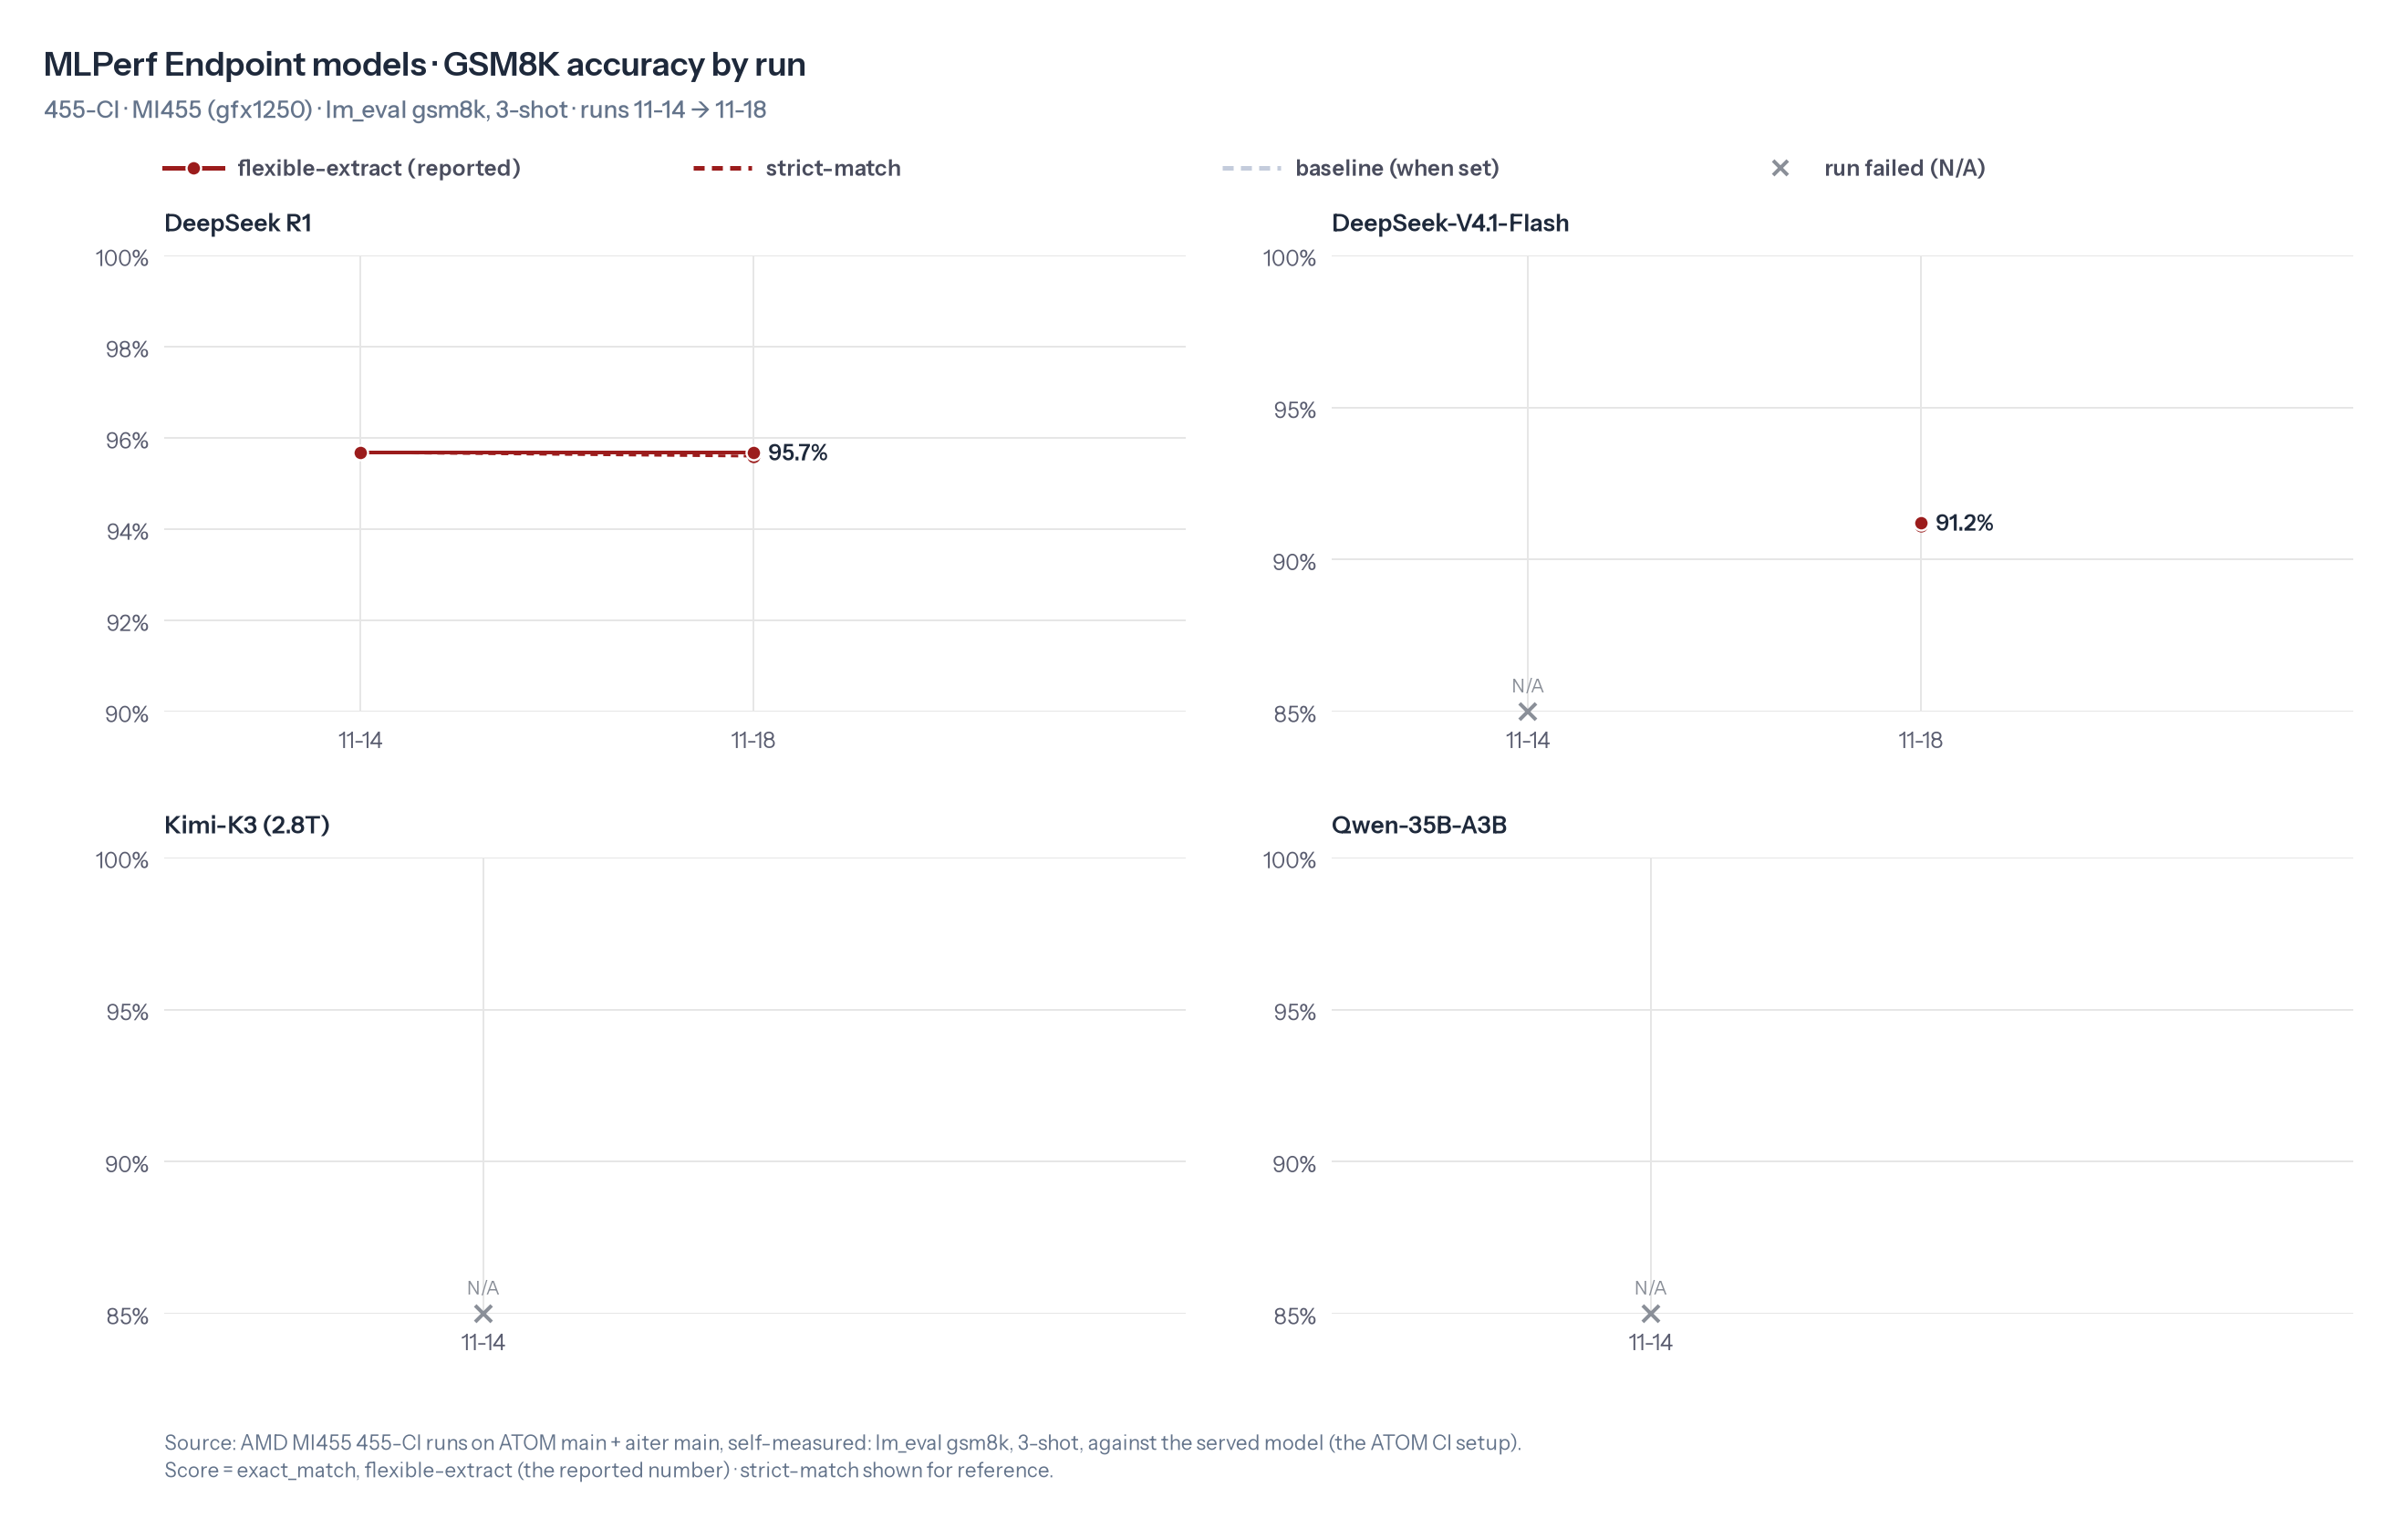 MLPerf Endpoint models · GSM8K accuracy by run
455-CI · MI455 (gfx1250) · lm_eval gsm8k, 3-shot · runs 11-14 → 11-18
flexible-extract (reported)
strict-match
baseline (when set)
run failed (N/A)
DeepSeek R1
100%
98%
96%
94%
92%
90%
95.7%
11-14
11-18
DeepSeek-V4.1-Flash
100%
95%
90%
85%
91.2%
N/A
11-14
11-18
Kimi-K3 (2.8T)
100%
95%
90%
85%
N/A
11-14
Qwen-35B-A3B
100%
95%
90%
85%
N/A
11-14
Source: AMD MI455 455-CI runs on ATOM main + aiter main, self-measured: lm_eval gsm8k, 3-shot, against the served model (the ATOM CI setup).
Score = exact_match, flexible-extract (the reported number) · strict-match shown for reference.